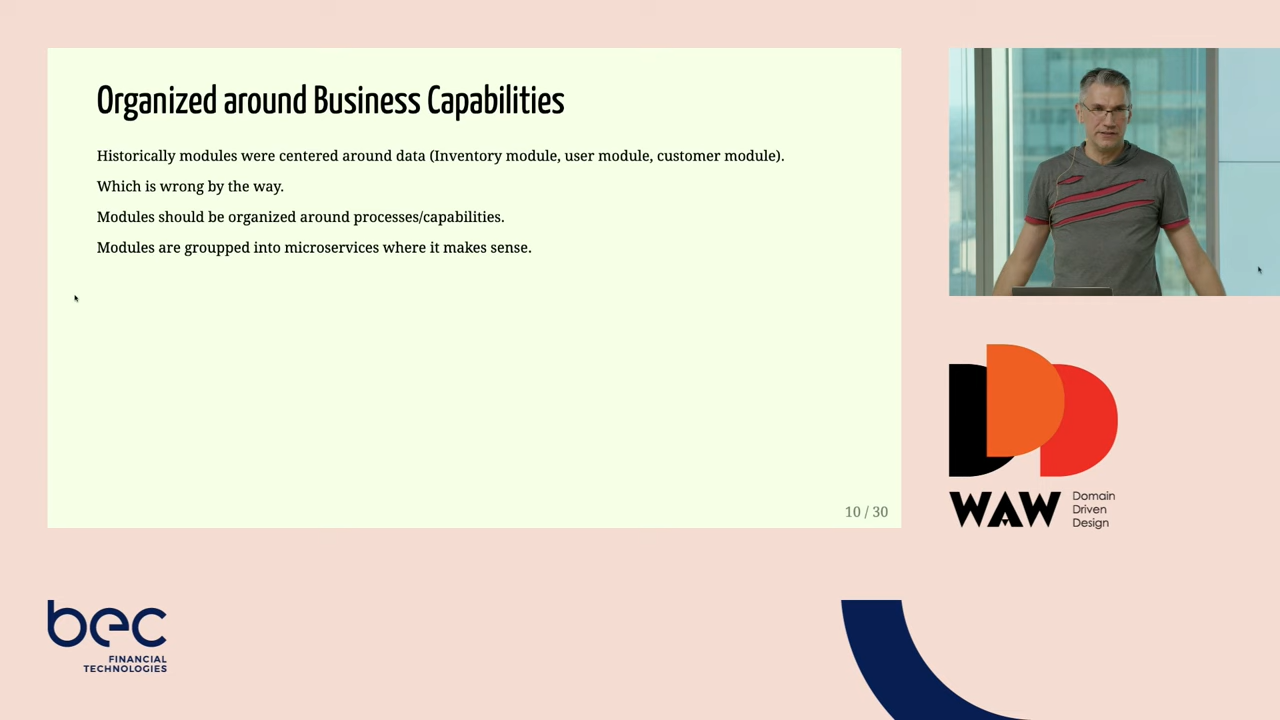 Organized around Business Capabilities
Historically modules were centered around data (Inventory module, user module, customer module).
Which is wrong by the way.
Modules should be organized around processes/capabilities.
Modules are groupped into microservices where it makes sense.
10 / 30
WAW
Domain
Driven
Design
bec
FINANCIAL
TECHNOLOGIES